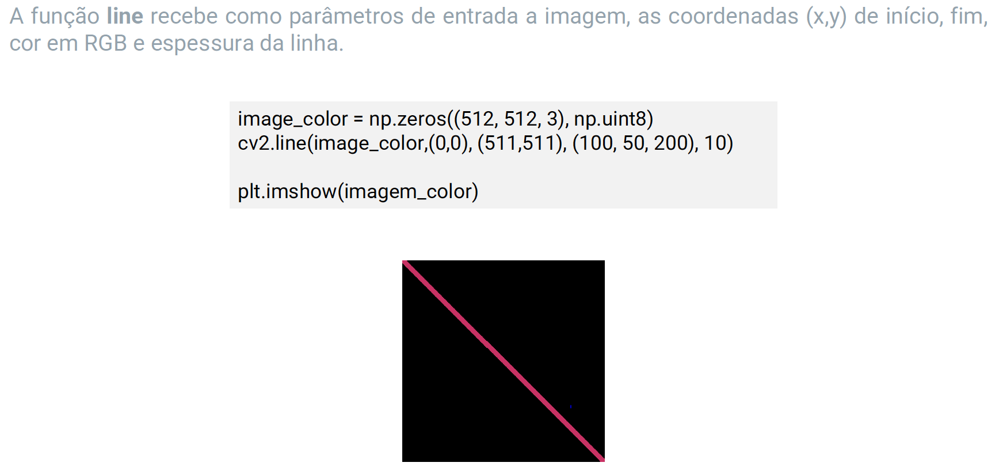 A função line recebe como parâmetros de entrada a imagem, as coordenadas (x,y) de início, fim,
cor em RGB e espessura da linha.
image_color = np.zeros((512, 512, 3), np.uint8)
cv2.line(image_color,(0,0), (511,511), (100, 50, 200), 10)
plt.imshow(imagem_color)